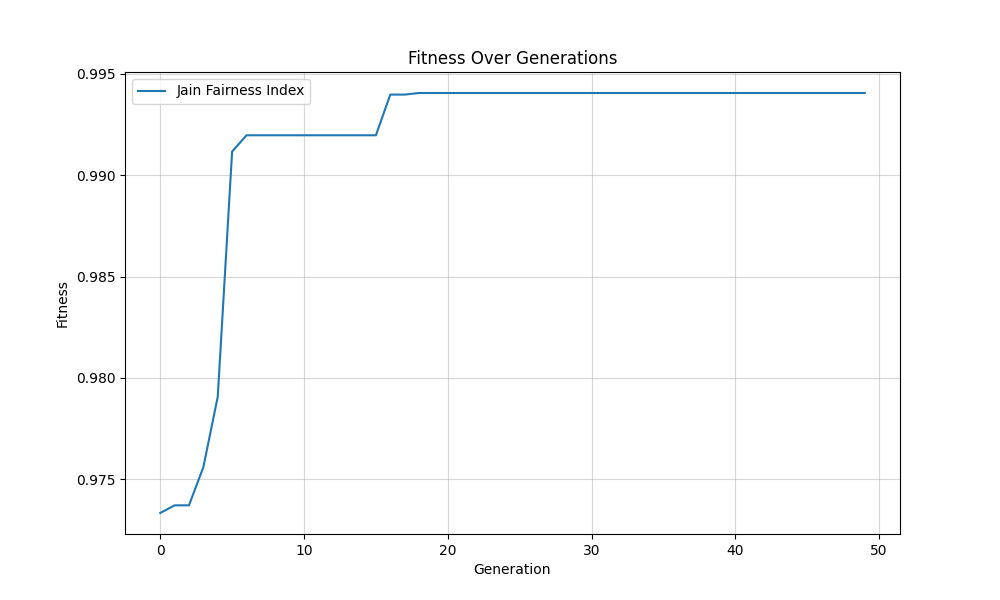 Fitness Over Generations
Jain Fairness Index
0.995
0.990
0.985
0.980
0.975
Fitness
0 10 20 30 40 50
Generation